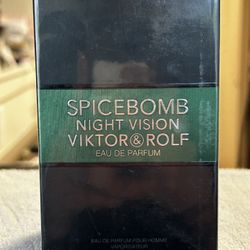 SPICEBOMB
NIGHT VISION
VIKTOR&ROLF
EAU DE PARFUM
EAU DE PARFUM POUR HOMME
VAPORISATEUR